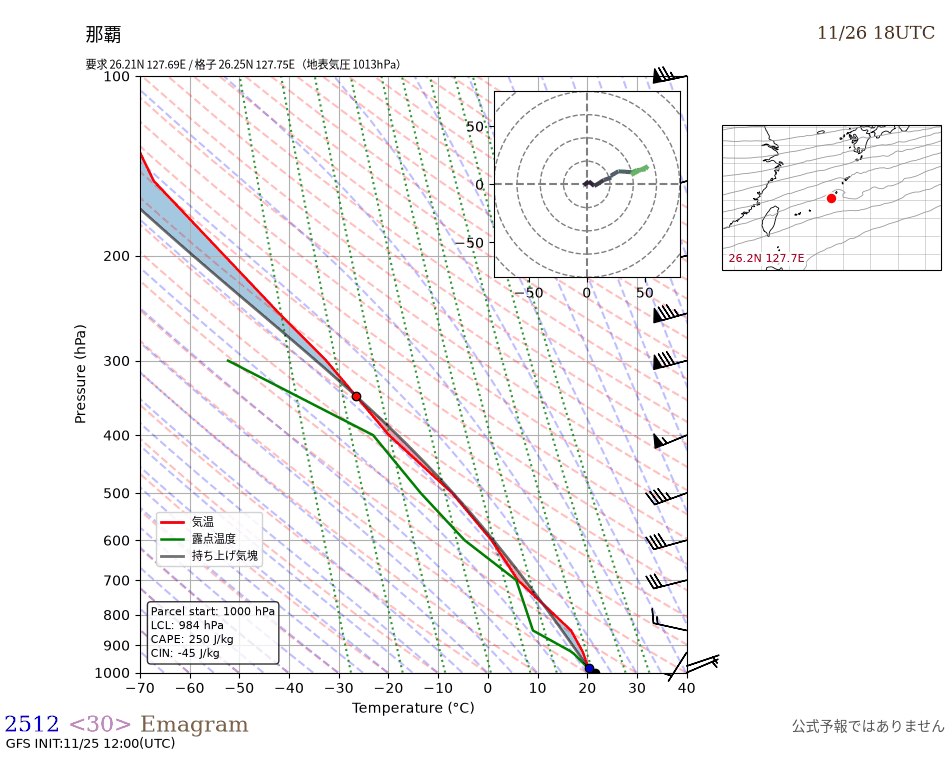 那覇
11/26 18UTC
要求 26.21N 127.69E / 格子 26.25N 127.75E（地表気圧 1013hPa）
100
200
300
400
500
600
700
800
900
1000
Pressure (hPa)
50
0
−50
−50 0 50
26.2N 127.7E
気温
露点温度
持ち上げ気塊
Parcel start: 1000 hPa
LCL: 984 hPa
CAPE: 250 J/kg
CIN: -45 J/kg
−70 −60 −50 −40 −30 −20 −10 0 10 20 30 40
Temperature (°C)
2512 <30> Emagram
公式予報ではありません
GFS INIT:11/25 12:00(UTC)